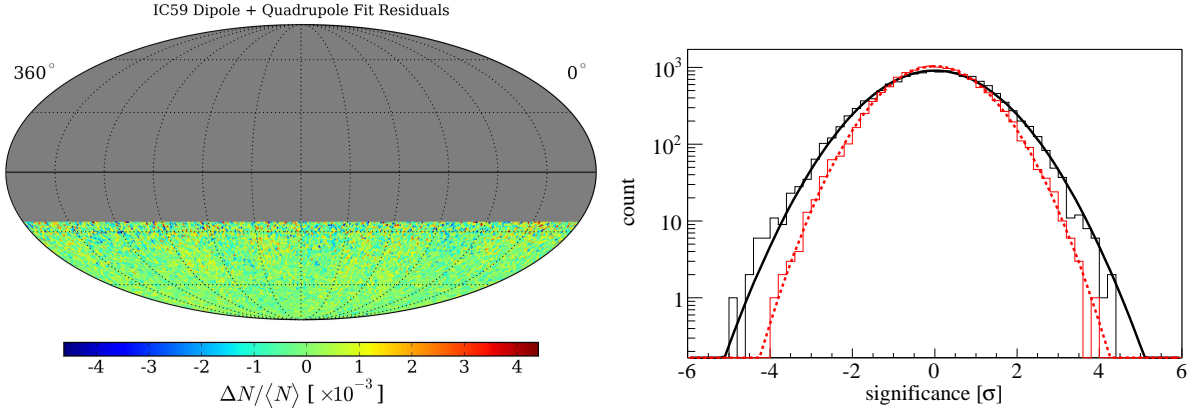 IC59 Dipole + Quadrupole Fit Residuals
360°
0°
-4 -3 -2 -1 0 1 2 3 4
ΔN/⟨N⟩ [ ×10⁻³ ]
10³
10²
10
1
count
-6 -4 -2 0 2 4 6
significance [σ]